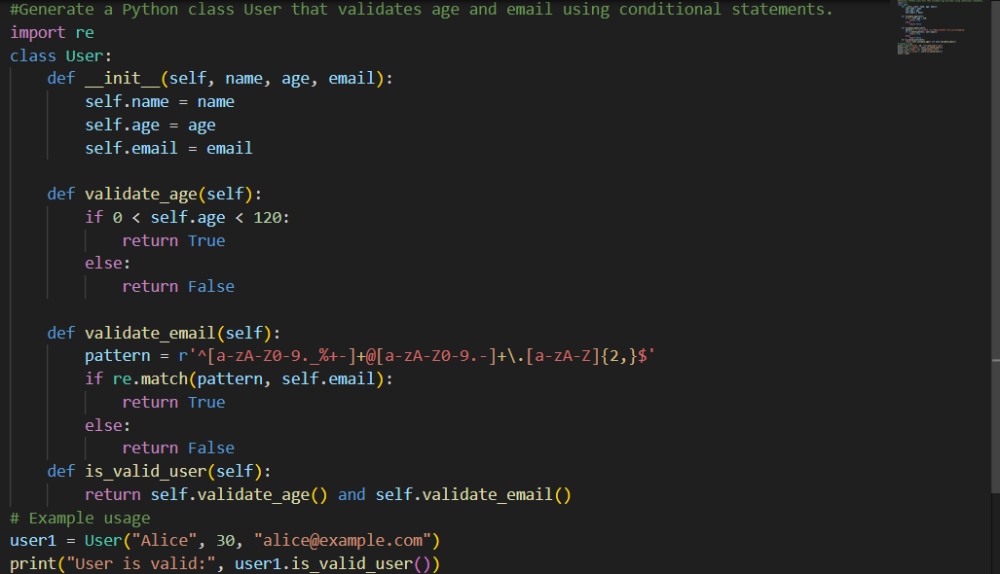 #Generate a Python class User that validates age and email using conditional statements.
import re
class User:
    def __init__(self, name, age, email):
        self.name = name
        self.age = age
        self.email = email

    def validate_age(self):
        if 0 < self.age < 120:
            return True
        else:
            return False

    def validate_email(self):
        pattern = r'^[a-zA-Z0-9._%+-]+@[a-zA-Z0-9.-]+\.[a-zA-Z]{2,}$'
        if re.match(pattern, self.email):
            return True
        else:
            return False
    def is_valid_user(self):
        return self.validate_age() and self.validate_email()
# Example usage
user1 = User("Alice", 30, "alice@example.com")
print("User is valid:", user1.is_valid_user())